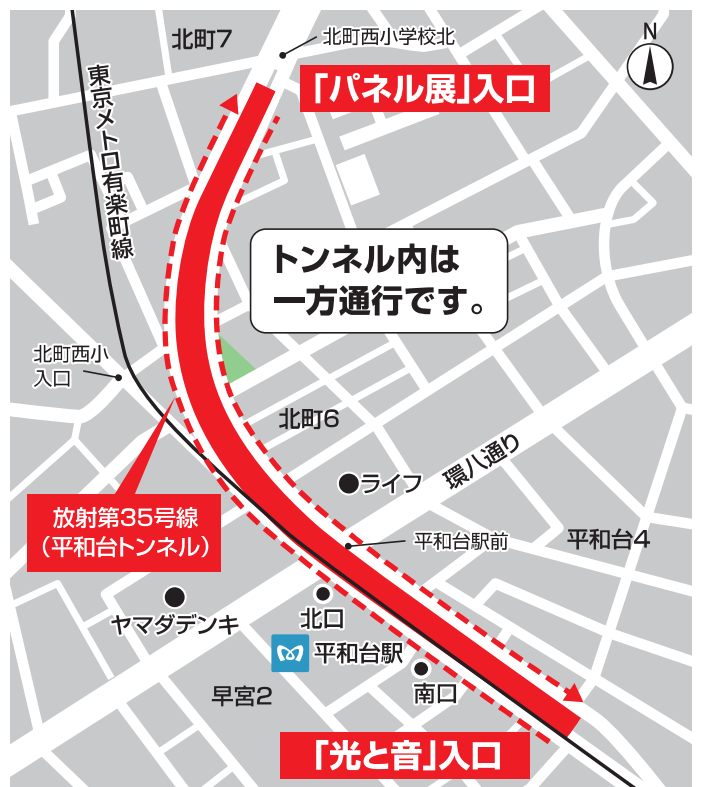 北町7
北町西小学校北
N
「パネル展」入口
東京メトロ有楽町線
トンネル内は
一方通行です。
北町西小
入口
北町6
環八通り
ライフ
放射第35号線
（平和台トンネル）
平和台駅前
平和台4
ヤマダデンキ
北口
平和台駅
南口
早宮2
「光と音」入口